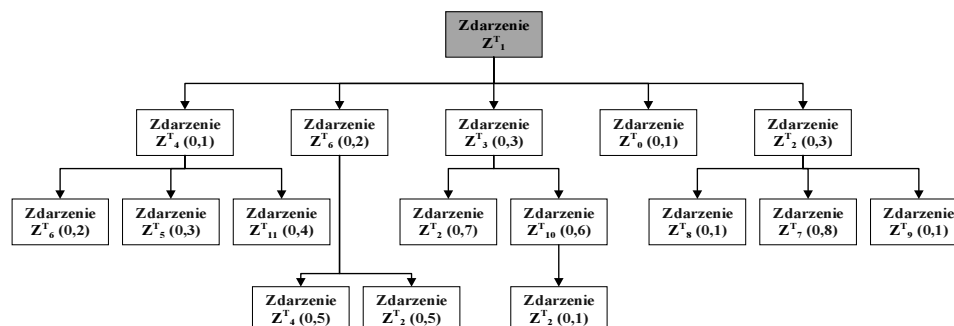 Zdarzenie
Z^T_1
Zdarzenie
Z^T_4 (0,1)
Zdarzenie
Z^T_6 (0,2)
Zdarzenie
Z^T_3 (0,3)
Zdarzenie
Z^T_0 (0,1)
Zdarzenie
Z^T_2 (0,3)
Zdarzenie
Z^T_6 (0,2)
Zdarzenie
Z^T_5 (0,3)
Zdarzenie
Z^T_11 (0,4)
Zdarzenie
Z^T_2 (0,7)
Zdarzenie
Z^T_10 (0,6)
Zdarzenie
Z^T_8 (0,1)
Zdarzenie
Z^T_7 (0,8)
Zdarzenie
Z^T_9 (0,1)
Zdarzenie
Z^T_4 (0,5)
Zdarzenie
Z^T_2 (0,5)
Zdarzenie
Z^T_2 (0,1)